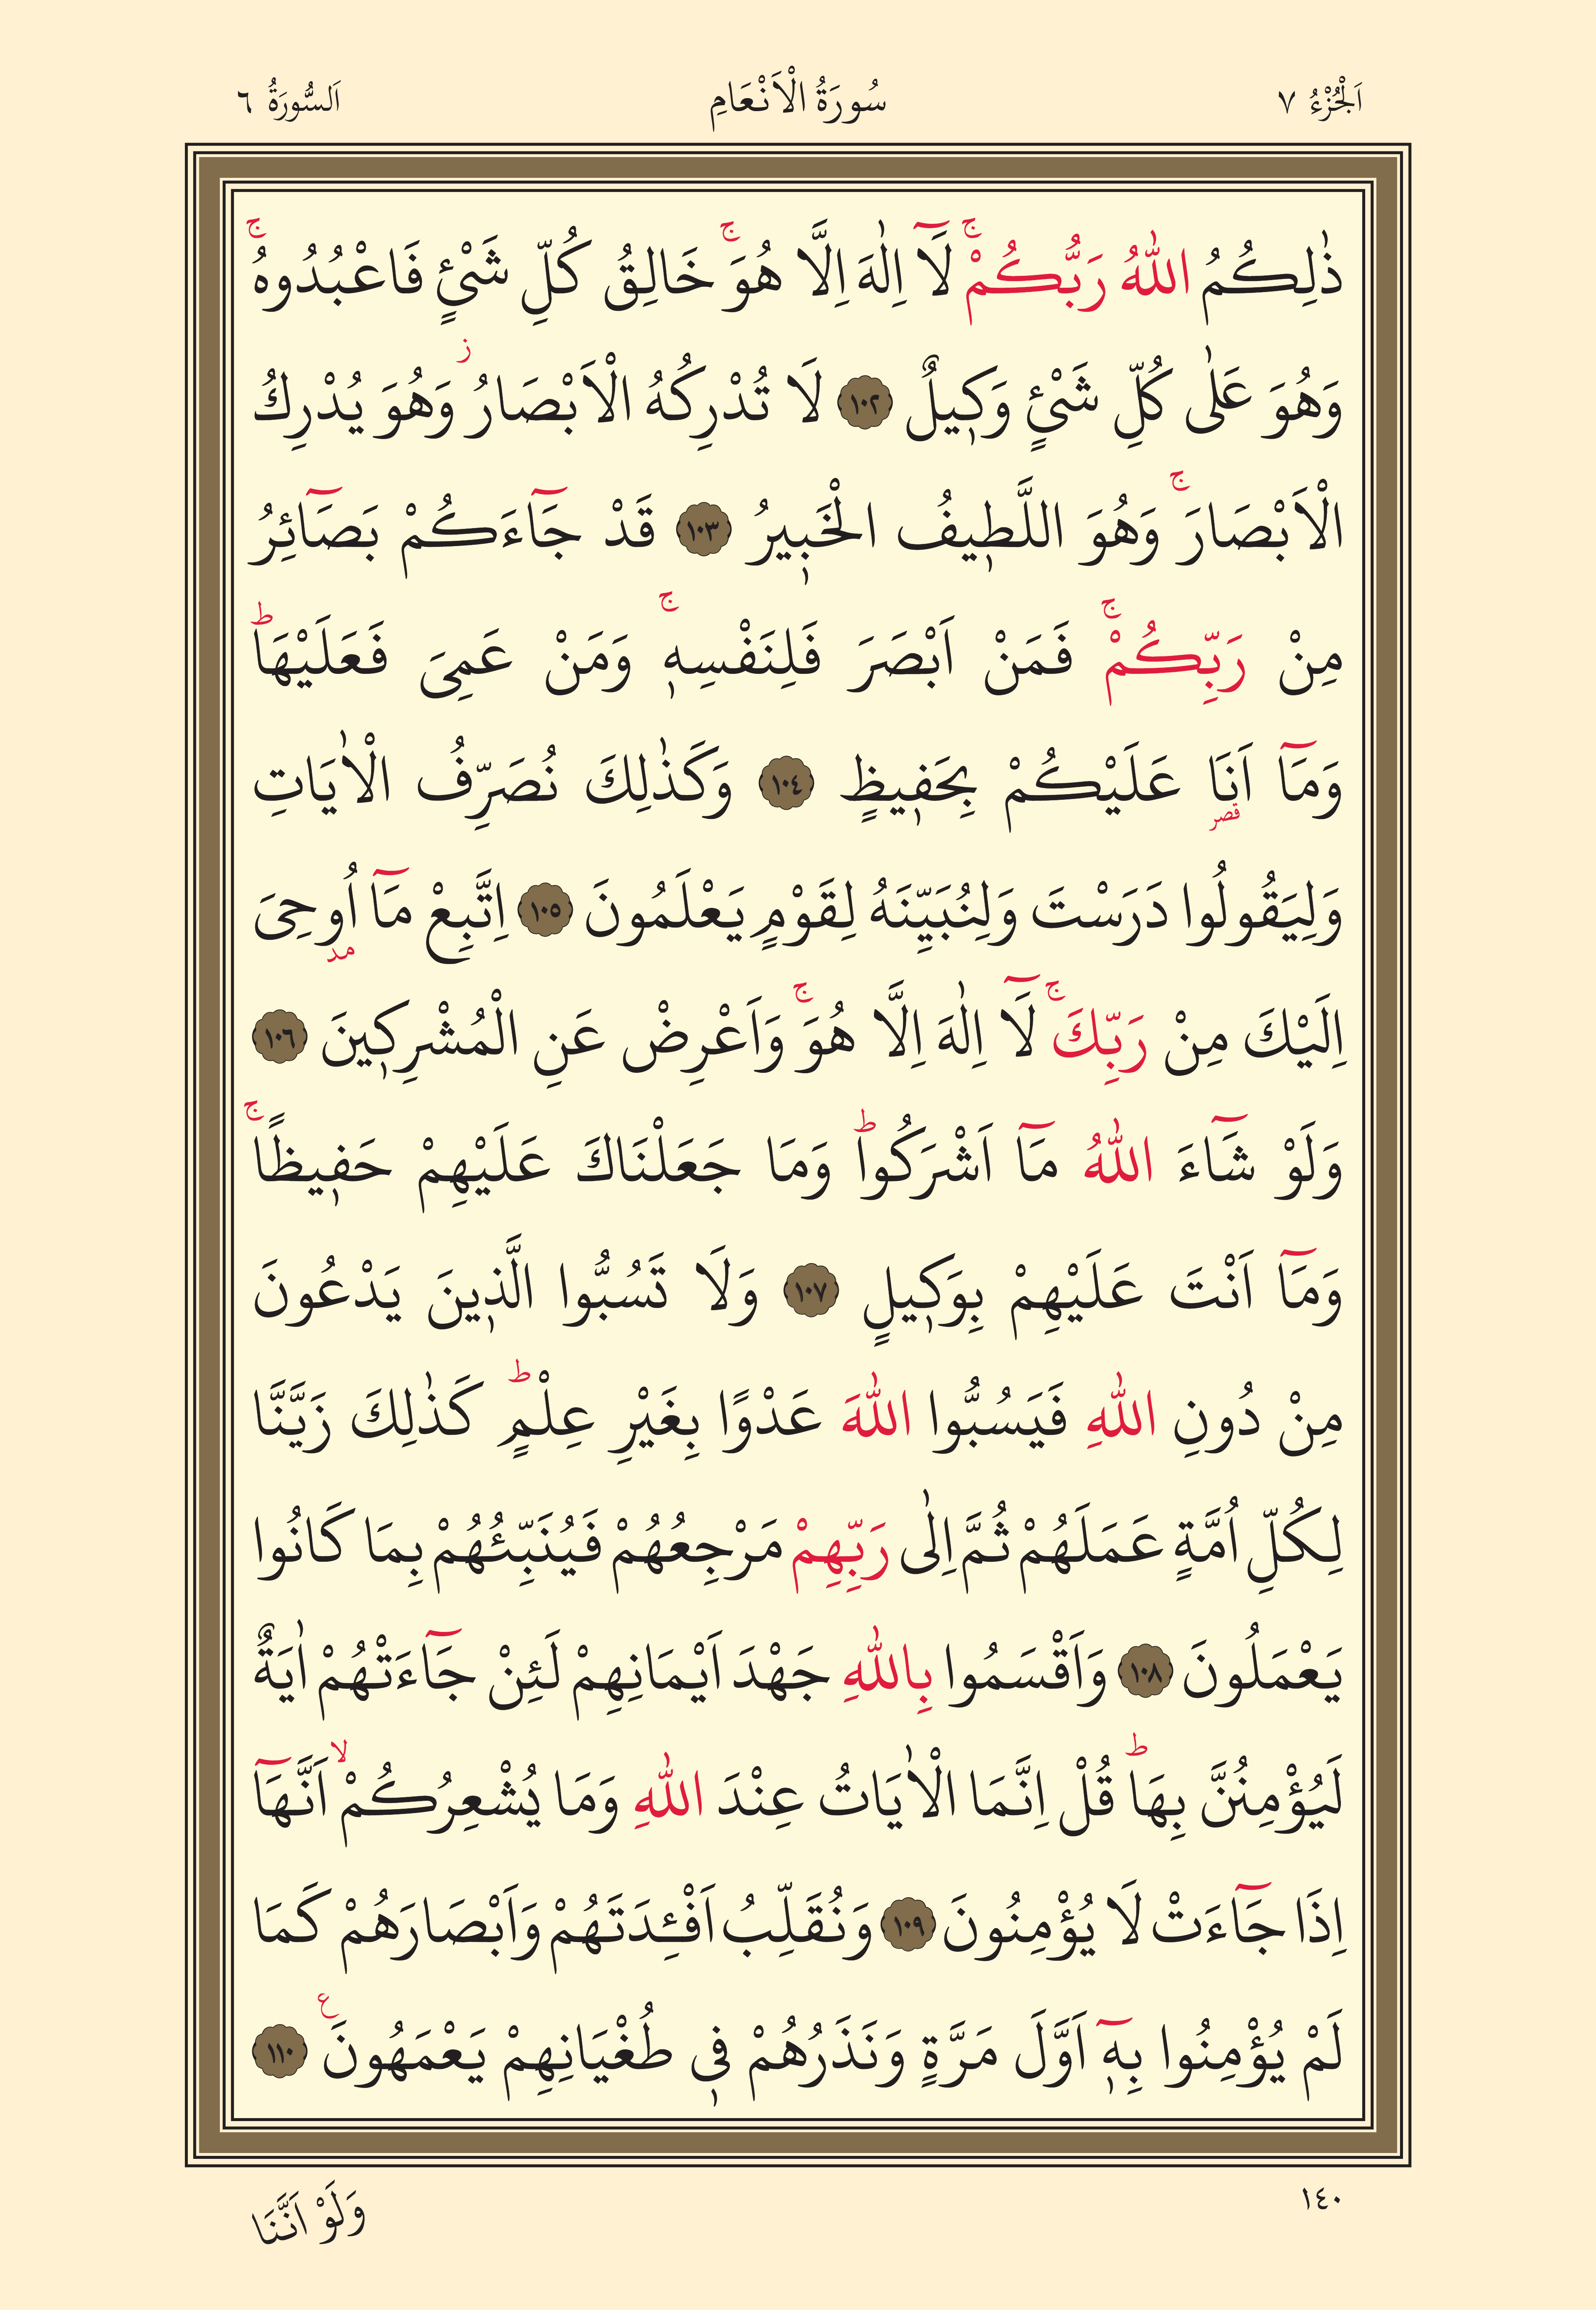 اَلْجُزْءُ ٧ سُورَةُ الْاَنْعَامِ اَلسُّورَةُ ٦
ذٰلِكُمُ اللّٰهُ رَبُّكُمْۚ لَٓا اِلٰهَ اِلَّا هُوَۚ خَالِقُ كُلِّ شَيْئٍ فَاعْبُدُوهُۚ
وَهُوَ عَلٰى كُلِّ شَيْئٍ وَكٖيلٌ ١٠٢ لَا تُدْرِكُهُ الْاَبْصَارُؗ وَهُوَ يُدْرِكُ
الْاَبْصَارَۚ وَهُوَ اللَّطٖيفُ الْخَبٖيرُ ١٠٣ قَدْ جَٓاءَكُمْ بَصَٓائِرُ
مِنْ رَبِّكُمْۚ فَمَنْ اَبْصَرَ فَلِنَفْسِهٖۚ وَمَنْ عَمِىَ فَعَلَيْهَاؕ
وَمَٓا اَنَا۬ عَلَيْكُمْ بِحَفٖيظٍ ١٠٤ وَكَذٰلِكَ نُصَرِّفُ الْاٰيَاتِ
قصر
وَلِيَقُولُوا دَرَسْتَ وَلِنُبَيِّنَهُ لِقَوْمٍ يَعْلَمُونَ ١٠٥ اِتَّبِعْ مَٓا اُوحِىَ
مد
اِلَيْكَ مِنْ رَبِّكَۚ لَٓا اِلٰهَ اِلَّا هُوَۚ وَاَعْرِضْ عَنِ الْمُشْرِكٖينَ ١٠٦
وَلَوْ شَٓاءَ اللّٰهُ مَٓا اَشْرَكُواؕ وَمَا جَعَلْنَاكَ عَلَيْهِمْ حَفٖيظًاۚ
وَمَٓا اَنْتَ عَلَيْهِمْ بِوَكٖيلٍ ١٠٧ وَلَا تَسُبُّوا الَّذٖينَ يَدْعُونَ
مِنْ دُونِ اللّٰهِ فَيَسُبُّوا اللّٰهَ عَدْوًا بِغَيْرِ عِلْمٍؕ كَذٰلِكَ زَيَّنَّا
لِكُلِّ اُمَّةٍ عَمَلَهُمْ ثُمَّ اِلٰى رَبِّهِمْ مَرْجِعُهُمْ فَيُنَبِّئُهُمْ بِمَا كَانُوا
يَعْمَلُونَ ١٠٨ وَاَقْسَمُوا بِاللّٰهِ جَهْدَ اَيْمَانِهِمْ لَئِنْ جَٓاءَتْهُمْ اٰيَةٌ
لَيُؤْمِنُنَّ بِهَاؕ قُلْ اِنَّمَا الْاٰيَاتُ عِنْدَ اللّٰهِ وَمَا يُشْعِرُكُمْۙ اَنَّهَٓا
اِذَا جَٓاءَتْ لَا يُؤْمِنُونَ ١٠٩ وَنُقَلِّبُ اَفْـِٔدَتَهُمْ وَاَبْصَارَهُمْ كَمَا
لَمْ يُؤْمِنُوا بِهٖٓ اَوَّلَ مَرَّةٍ وَنَذَرُهُمْ فٖى طُغْيَانِهِمْ يَعْمَهُونَࣖ ١١٠
١٤٠
وَلَوْ اَنَّنَا